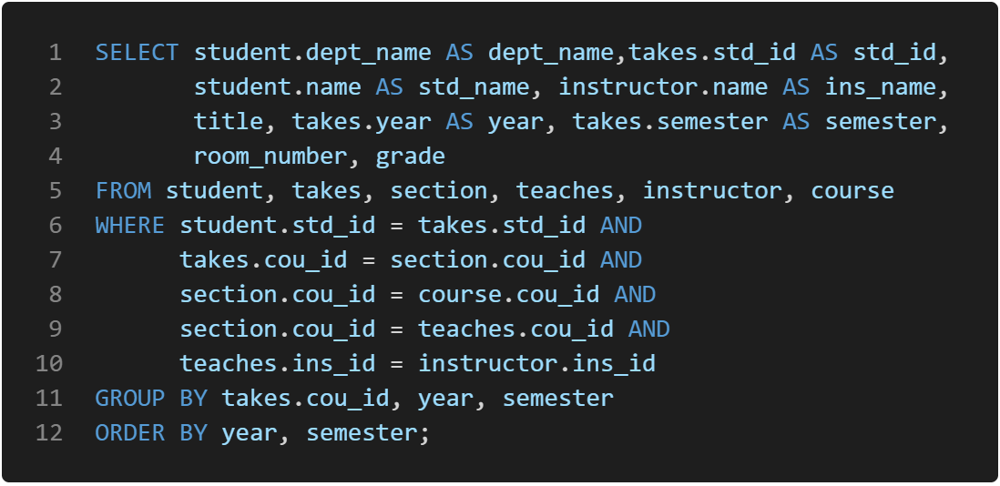 1 SELECT student.dept_name AS dept_name,takes.std_id AS std_id,
2 student.name AS std_name, instructor.name AS ins_name,
3 title, takes.year AS year, takes.semester AS semester,
4 room_number, grade
5 FROM student, takes, section, teaches, instructor, course
6 WHERE student.std_id = takes.std_id AND
7 takes.cou_id = section.cou_id AND
8 section.cou_id = course.cou_id AND
9 section.cou_id = teaches.cou_id AND
10 teaches.ins_id = instructor.ins_id
11 GROUP BY takes.cou_id, year, semester
12 ORDER BY year, semester;